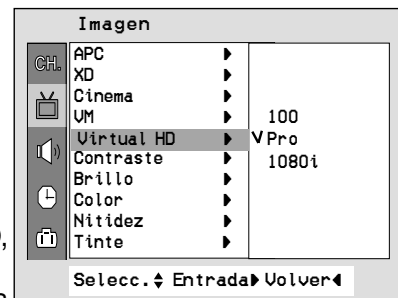 Imagen
CH.
APC
XD
Cinema
VM 100
Virtual HD Pro
Contraste 1080i
Brillo
Color
Nitidez
Tinte
Selecc. Entrada Volver